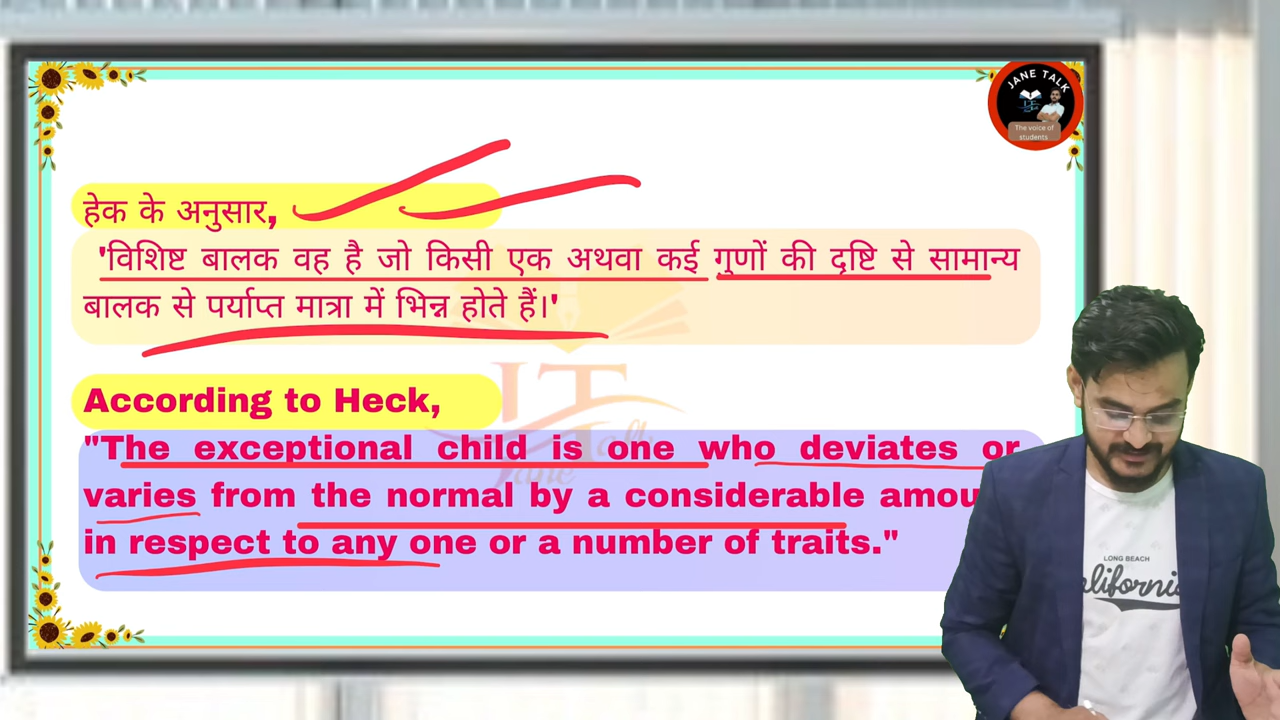 JANE TALK
The voice of
students
हेक के अनुसार,
'विशिष्ट बालक वह है जो किसी एक अथवा कई गुणों की दृष्टि से सामान्य
बालक से पर्याप्त मात्रा में भिन्न होते हैं।'
According to Heck,
"The exceptional child is one who deviates or
varies from the normal by a considerable
in respect to any one or a number of traits."
LONG BEACH